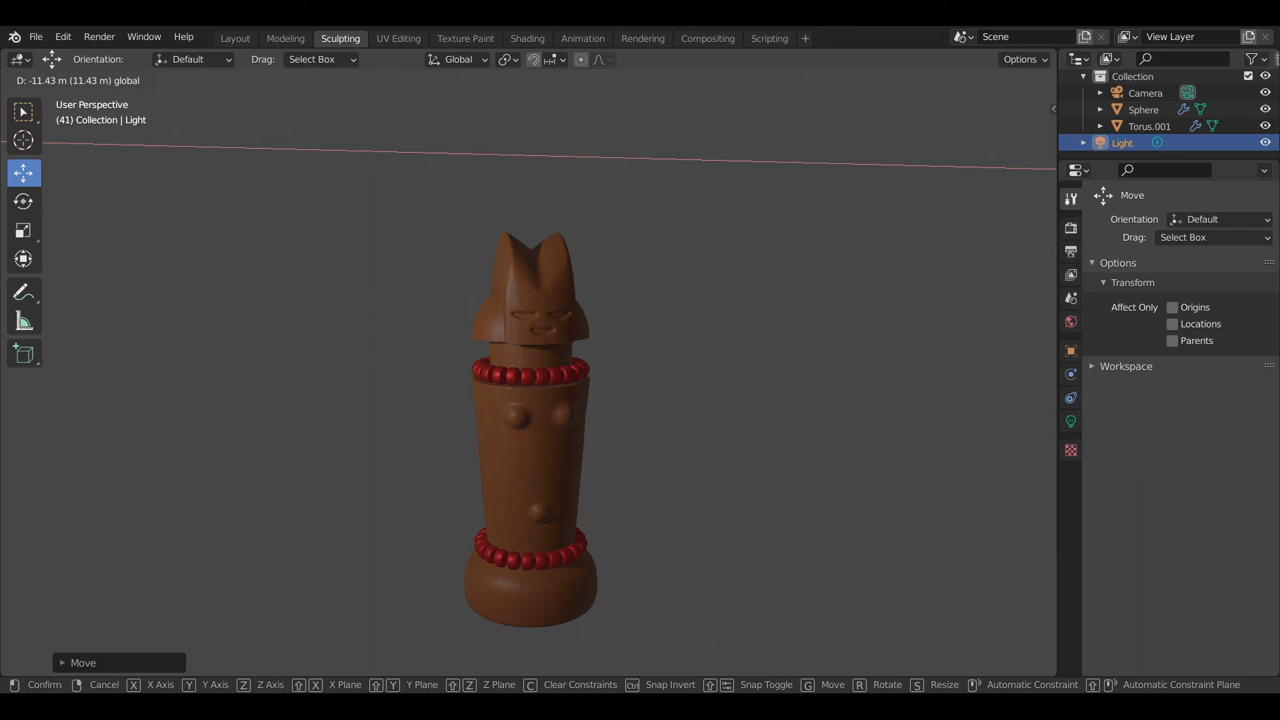 File Edit Render Window Help Layout Modeling Sculpting UV Editing Texture Paint Shading Animation Rendering Compositing Scripting + Scene View Layer
Orientation: Default Drag: Select Box Global Options
D: -11.43 m (11.43 m) global
User Perspective
(41) Collection | Light
Collection
Camera
Sphere
Torus.001
Light
Move
Orientation Default
Drag: Select Box
Options
Transform
Affect Only Origins
Locations
Parents
Workspace
Move
Confirm Cancel X X Axis Y Y Axis Z Z Axis X X Plane Y Y Plane Z Z Plane C Clear Constraints Ctrl Snap Invert Snap Toggle G Move R Rotate S Resize Automatic Constraint Automatic Constraint Plane